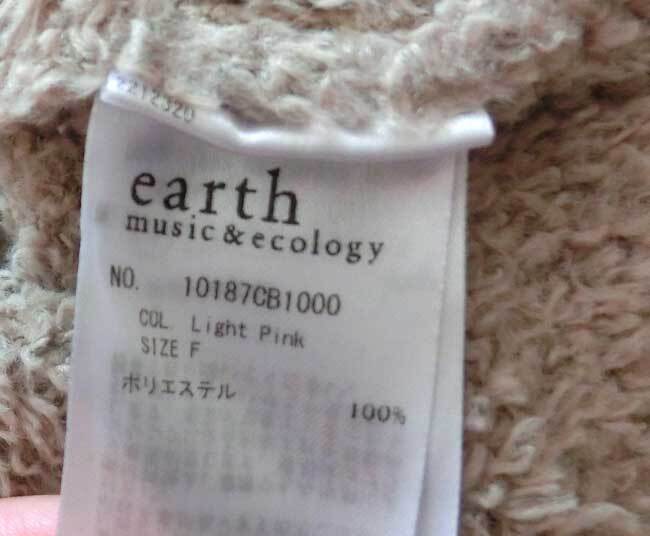 earth
music&ecology
NO. 10187CB1000
COL. Light Pink
SIZE F
ポリエステル
100%